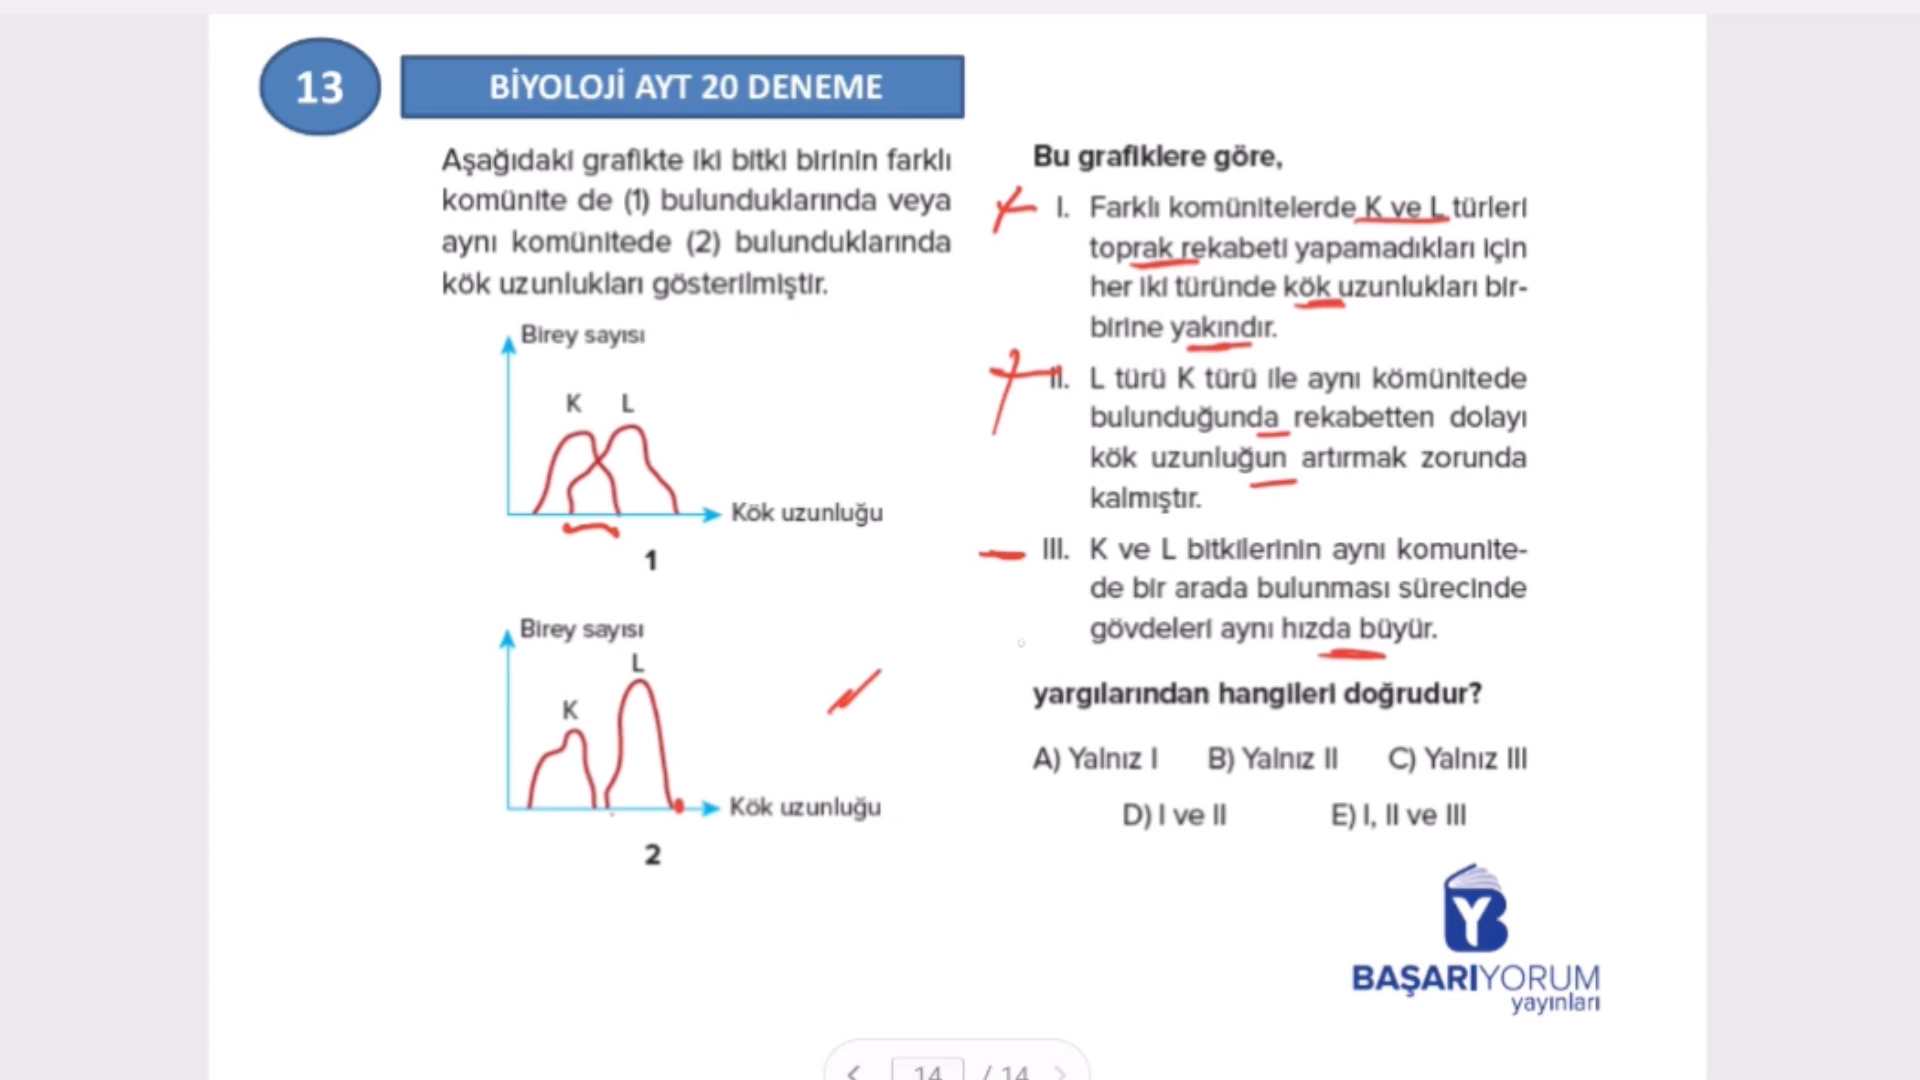 13
BİYOLOJİ AYT 20 DENEME
Aşağıdaki grafikte iki bitki birinin farklı
komünite de (1) bulunduklarında veya
aynı komünitede (2) bulunduklarında
kök uzunlukları gösterilmiştir.
Birey sayısı
K L
Kök uzunluğu
1
Birey sayısı
L
K
Kök uzunluğu
2
Bu grafiklere göre,
I. Farklı komünitelerde K ve L türleri
toprak rekabeti yapamadıkları için
her iki türünde kök uzunlukları bir-
birine yakındır.
II. L türü K türü ile aynı kömünitede
bulunduğunda rekabetten dolayı
kök uzunluğun artırmak zorunda
kalmıştır.
III. K ve L bitkilerinin aynı komunite-
de bir arada bulunması sürecinde
gövdeleri aynı hızda büyür.
yargılarından hangileri doğrudur?
A) Yalnız I B) Yalnız II C) Yalnız III
D) I ve II E) I, II ve III
BAŞARIYORUM
yayınları
14 / 14